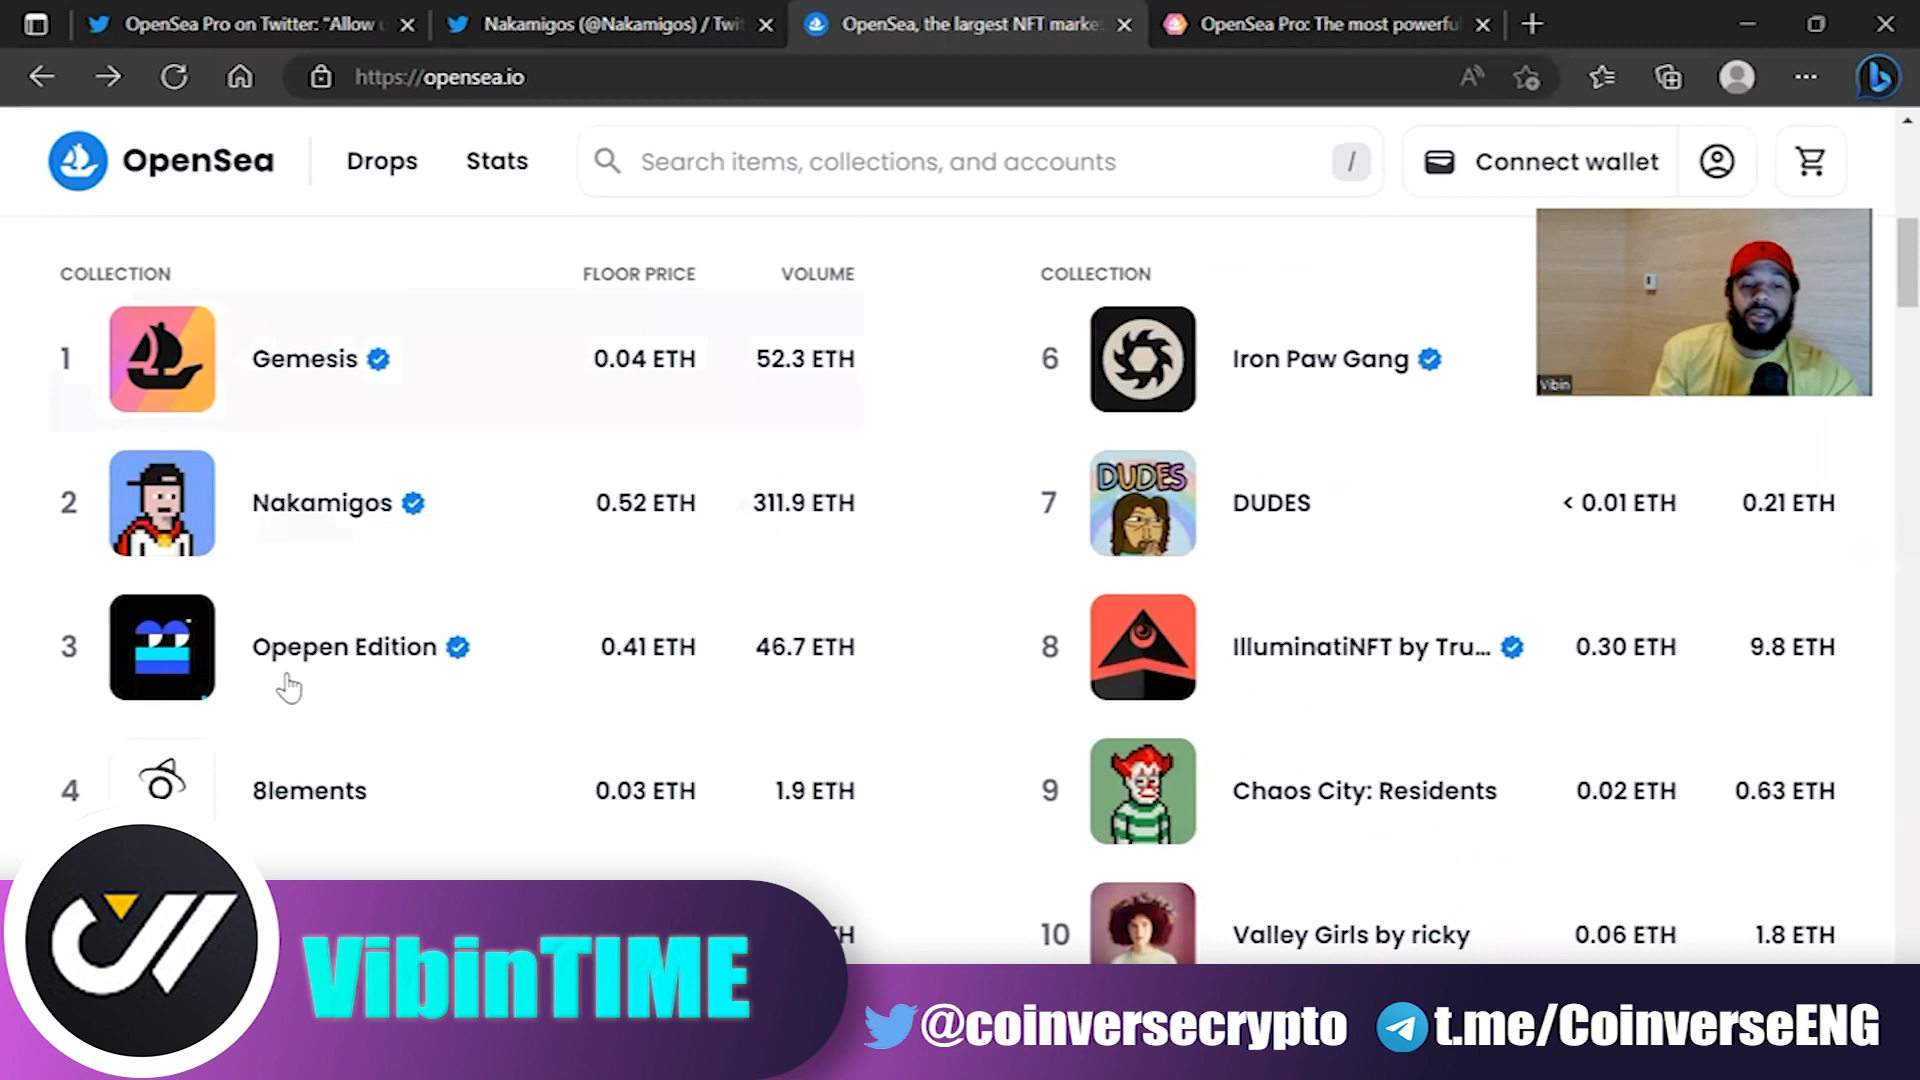 OpenSea Pro on Twitter: "Allow
Nakamigos (@Nakamigos) / Twi
OpenSea, the largest NFT marke
OpenSea Pro: The most powerful
https://opensea.io
OpenSea
Drops
Stats
Search items, collections, and accounts
/
Connect wallet
COLLECTION FLOOR PRICE VOLUME
1 Gemesis 0.04 ETH 52.3 ETH
2 Nakamigos 0.52 ETH 311.9 ETH
3 Opepen Edition 0.41 ETH 46.7 ETH
4 8lements 0.03 ETH 1.9 ETH
COLLECTION
6 Iron Paw Gang
Vibin
7 DUDES DUDES < 0.01 ETH 0.21 ETH
8 IlluminatiNFT by Tru... 0.30 ETH 9.8 ETH
9 Chaos City: Residents 0.02 ETH 0.63 ETH
10 Valley Girls by ricky 0.06 ETH 1.8 ETH
VibinTIME
@coinversecrypto
t.me/CoinverseENG